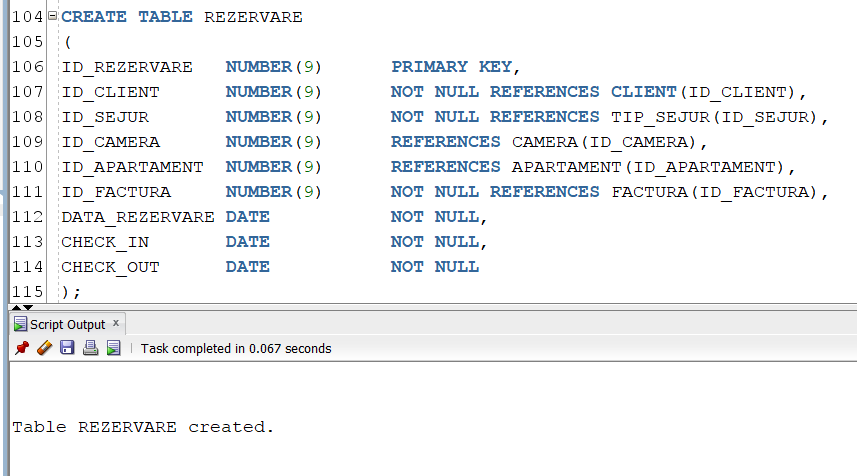 104 CREATE TABLE REZERVARE
105 (
106 ID_REZERVARE NUMBER(9) PRIMARY KEY,
107 ID_CLIENT NUMBER(9) NOT NULL REFERENCES CLIENT(ID_CLIENT),
108 ID_SEJUR NUMBER(9) NOT NULL REFERENCES TIP_SEJUR(ID_SEJUR),
109 ID_CAMERA NUMBER(9) REFERENCES CAMERA(ID_CAMERA),
110 ID_APARTAMENT NUMBER(9) REFERENCES APARTAMENT(ID_APARTAMENT),
111 ID_FACTURA NUMBER(9) NOT NULL REFERENCES FACTURA(ID_FACTURA),
112 DATA_REZERVARE DATE NOT NULL,
113 CHECK_IN DATE NOT NULL,
114 CHECK_OUT DATE NOT NULL
115 );
Script Output x
Task completed in 0.067 seconds
Table REZERVARE created.